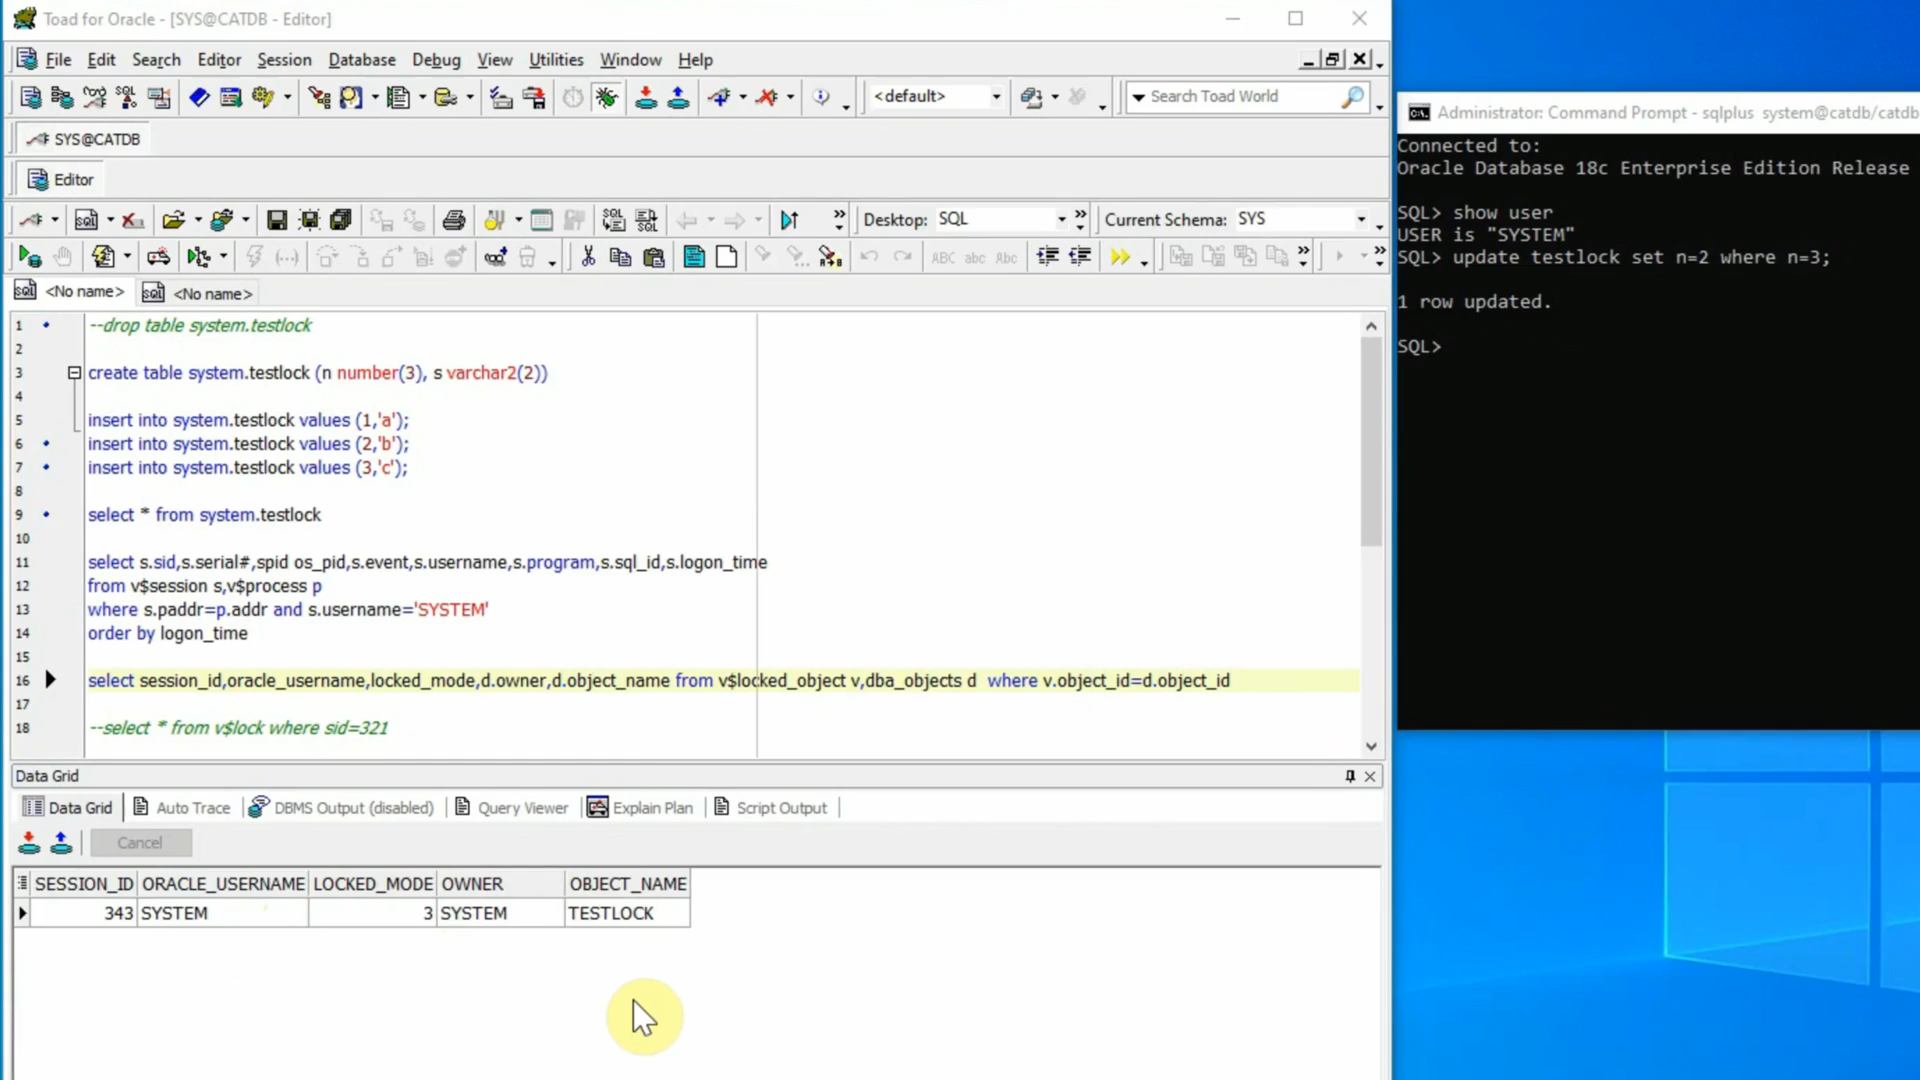 Toad for Oracle - [SYS@CATDB - Editor]
File Edit Search Editor Session Database Debug View Utilities Window Help
<default>
Search Toad World
SYS@CATDB
Editor
Desktop: SQL
Current Schema: SYS
<No name>
<No name>
1 --drop table system.testlock
2
3 create table system.testlock (n number(3), s varchar2(2))
4
5 insert into system.testlock values (1,'a');
6 insert into system.testlock values (2,'b');
7 insert into system.testlock values (3,'c');
8
9 select * from system.testlock
10
11 select s.sid,s.serial#,spid os_pid,s.event,s.username,s.program,s.sql_id,s.logon_time
12 from v$session s,v$process p
13 where s.paddr=p.addr and s.username='SYSTEM'
14 order by logon_time
15
16 select session_id,oracle_username,locked_mode,d.owner,d.object_name from v$locked_object v,dba_objects d where v.object_id=d.object_id
17
18 --select * from v$lock where sid=321
Data Grid
Data Grid Auto Trace DBMS Output (disabled) Query Viewer Explain Plan Script Output
Cancel
SESSION_ID ORACLE_USERNAME LOCKED_MODE OWNER OBJECT_NAME
343 SYSTEM 3 SYSTEM TESTLOCK
Administrator: Command Prompt - sqlplus system@catdb/catdb
Connected to:
Oracle Database 18c Enterprise Edition Release
SQL> show user
USER is "SYSTEM"
SQL> update testlock set n=2 where n=3;
1 row updated.
SQL>